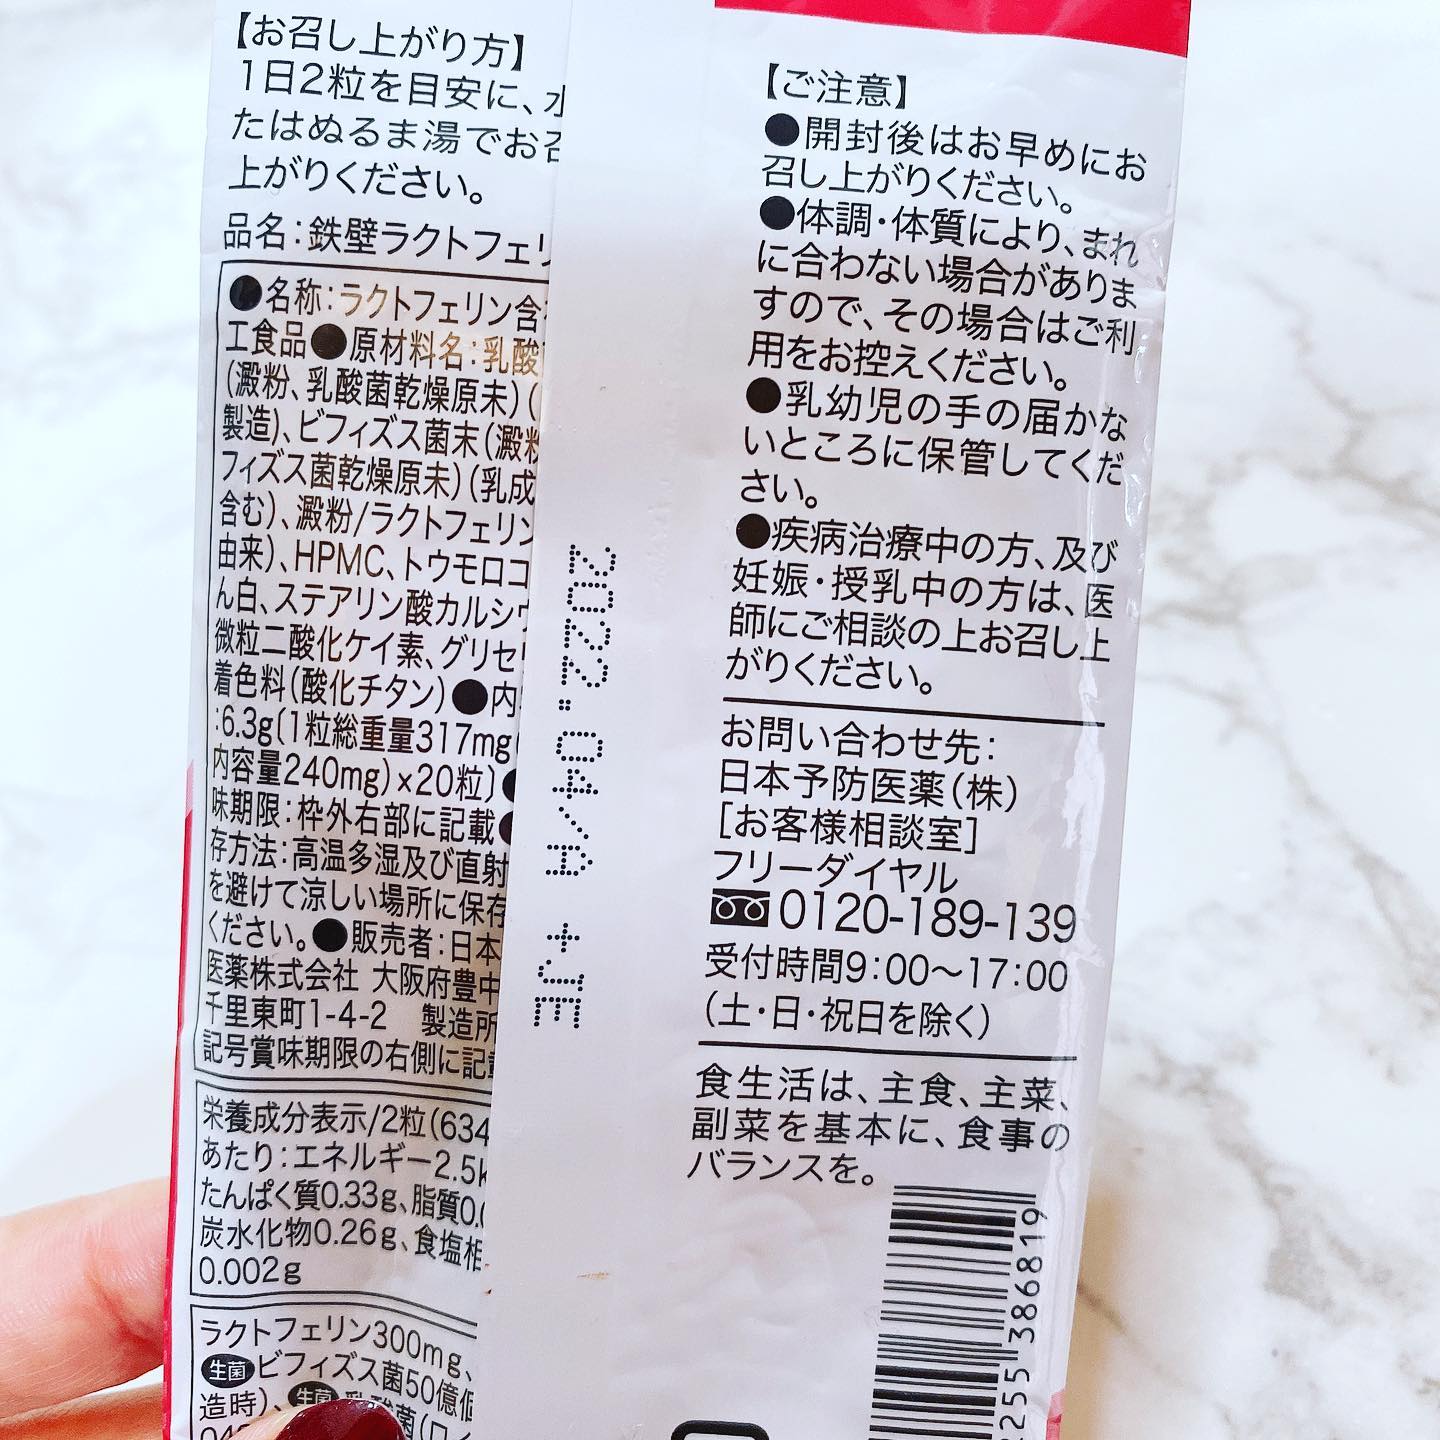 【お召し上がり方】
1日2粒を目安に、水
たはぬるま湯でお召
上がりください。
品名：鉄壁ラクトフェリ
●名称：ラクトフェリン含
工食品●原材料名：乳酸
(澱粉、乳酸菌乾燥原末)(
製造)、ビフィズス菌末(澱粉
フィズス菌乾燥原末)(乳成
含む)、澱粉/ラクトフェリン
由来)、HPMC、トウモロコ
ん白、ステアリン酸カルシウ
微粒二酸化ケイ素、グリセリ
着色料(酸化チタン)●内
:6.3g〔1粒総重量317mg
内容量240mg)×20粒〕●
味期限：枠外右部に記載●
存方法：高温多湿及び直射
を避けて涼しい場所に保存
ください。●販売者：日本
医薬株式会社 大阪府豊中
千里東町1-4-2 製造所
記号賞味期限の右側に記載
栄養成分表示/2粒(634
あたり：エネルギー2.5k
たんぱく質0.33g、脂質0.0
炭水化物0.26g、食塩相
0.002g
ラクトフェリン300mg、
生菌 ビフィズス菌50億個
造時)、生菌 乳酸菌(ロイ
2022.04/A +JE
【ご注意】
●開封後はお早めにお
召し上がりください。
●体調・体質により、まれ
に合わない場合がありま
すので、その場合はご利
用をお控えください。
●乳幼児の手の届かな
いところに保管してくだ
さい。
●疾病治療中の方、及び
妊娠・授乳中の方は、医
師にご相談の上お召し上
がりください。
お問い合わせ先：
日本予防医薬(株)
［お客様相談室］
フリーダイヤル
0120-189-139
受付時間9:00〜17:00
(土・日・祝日を除く)
食生活は、主食、主菜、
副菜を基本に、食事の
バランスを。
2255 386819